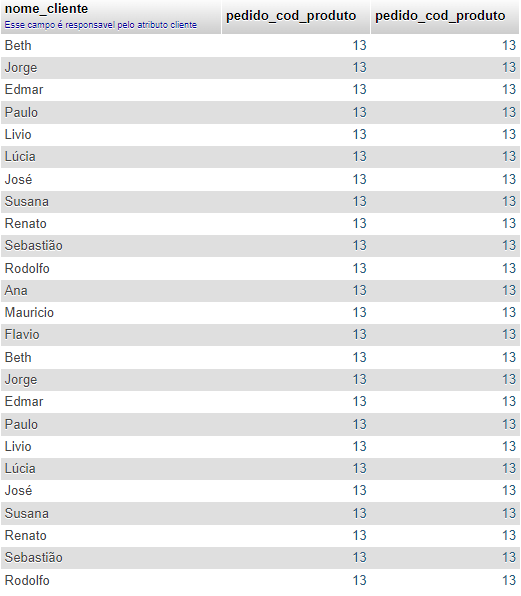 nome_cliente pedido_cod_produto pedido_cod_produto
Esse campo é responsavel pelo atributo cliente
Beth 13 13
Jorge 13 13
Edmar 13 13
Paulo 13 13
Livio 13 13
Lúcia 13 13
José 13 13
Susana 13 13
Renato 13 13
Sebastião 13 13
Rodolfo 13 13
Ana 13 13
Mauricio 13 13
Flavio 13 13
Beth 13 13
Jorge 13 13
Edmar 13 13
Paulo 13 13
Livio 13 13
Lúcia 13 13
José 13 13
Susana 13 13
Renato 13 13
Sebastião 13 13
Rodolfo 13 13